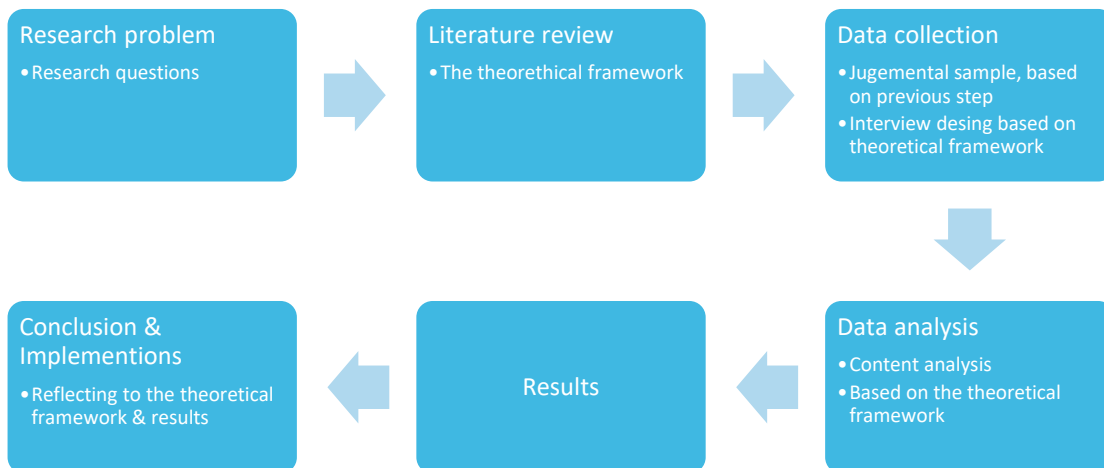 Research problem
•Research questions
Literature review
•The theorethical framework
Data collection
•Jugemental sample, based
on previous step
•Interview desing based on
theoretical framework
Conclusion &
Implementions
•Reflecting to the theoretical
framework & results
Results
Data analysis
•Content analysis
•Based on the theoretical
framework